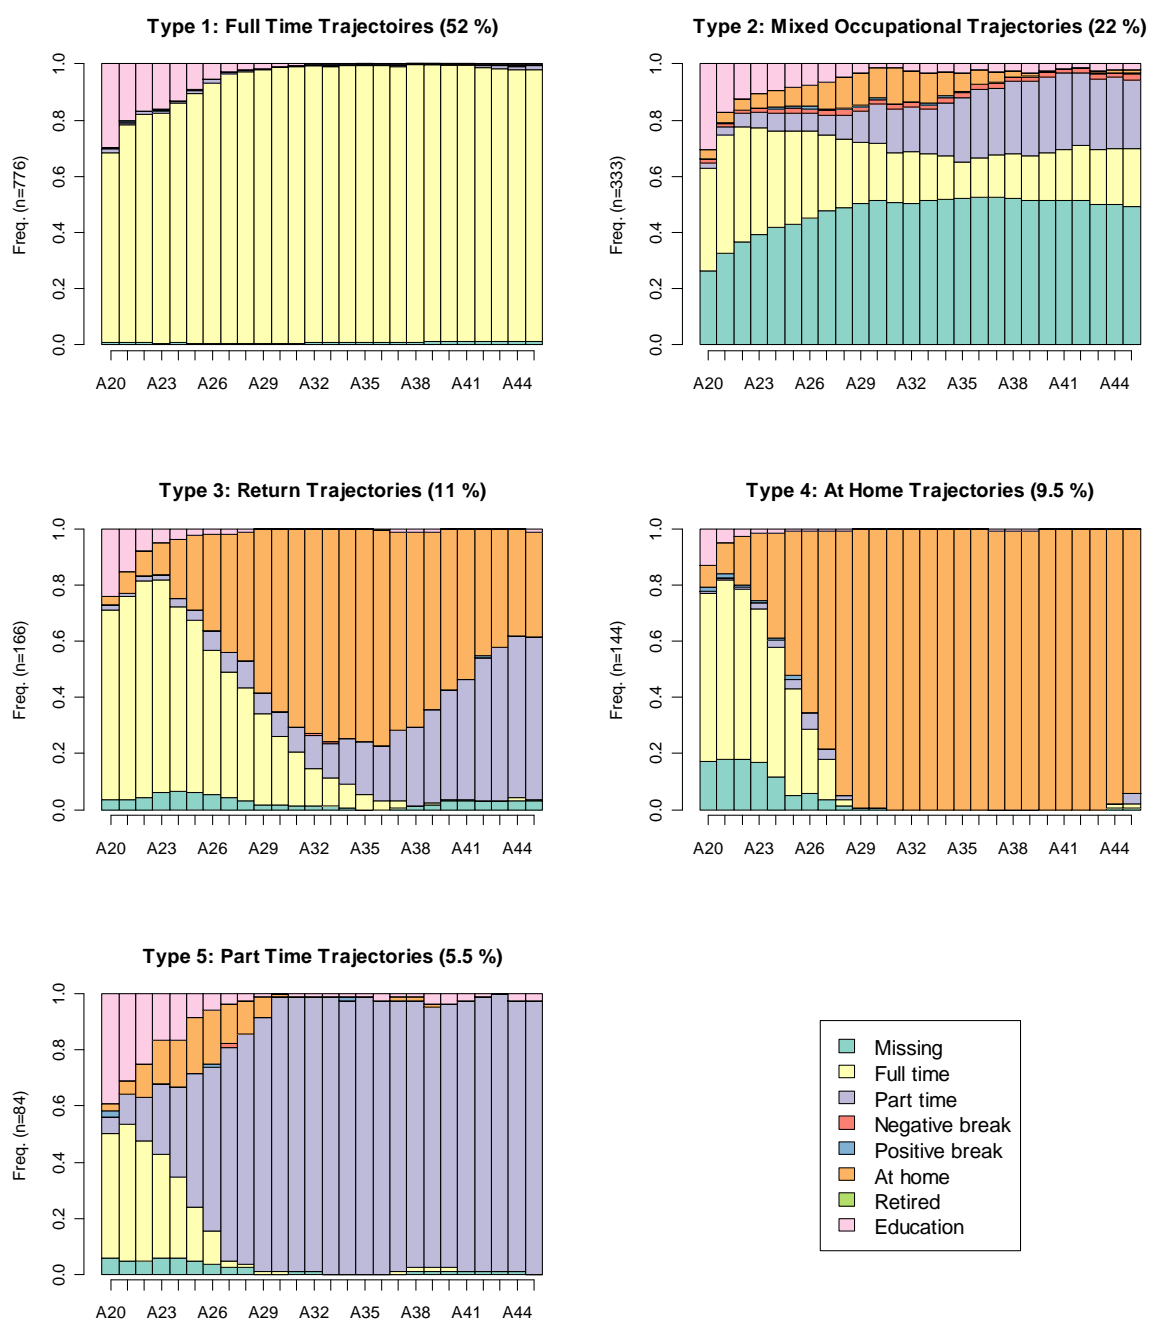 Type 1: Full Time Trajectoires (52 %)
Freq. (n=776)
0.0 0.2 0.4 0.6 0.8 1.0
A20 A23 A26 A29 A32 A35 A38 A41 A44
Type 2: Mixed Occupational Trajectories (22 %)
Freq. (n=333)
0.0 0.2 0.4 0.6 0.8 1.0
A20 A23 A26 A29 A32 A35 A38 A41 A44
Type 3: Return Trajectories (11 %)
Freq. (n=166)
0.0 0.2 0.4 0.6 0.8 1.0
A20 A23 A26 A29 A32 A35 A38 A41 A44
Type 4: At Home Trajectories (9.5 %)
Freq. (n=144)
0.0 0.2 0.4 0.6 0.8 1.0
A20 A23 A26 A29 A32 A35 A38 A41 A44
Type 5: Part Time Trajectories (5.5 %)
Freq. (n=84)
0.0 0.2 0.4 0.6 0.8 1.0
A20 A23 A26 A29 A32 A35 A38 A41 A44
Missing
Full time
Part time
Negative break
Positive break
At home
Retired
Education